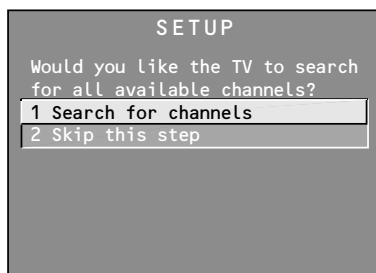 SETUP
Would you like the TV to search
for all available channels?
1 Search for channels
2 Skip this step